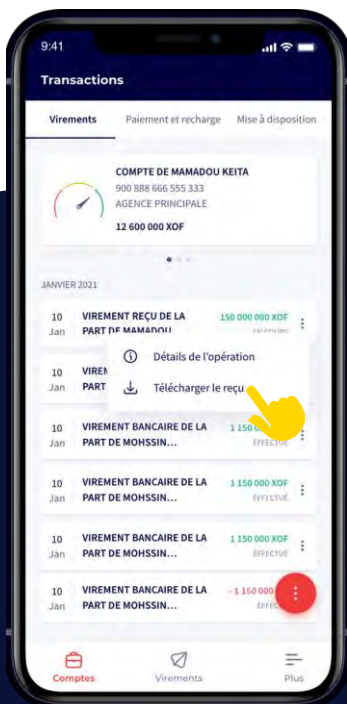 9:41
Transactions
Virements Paiement et recharge Mise à disposition
COMPTE DE MAMADOU KEITA
900 888 666 555 333
AGENCE PRINCIPALE
12 600 000 XOF
JANVIER 2021
10 VIREMENT REÇU DE LA 150 000 000 XOF
Jan PART DE MAMADOU
Détails de l'opération
10
Jan PART
Télécharger le reçu
10 VIREMENT BANCAIRE DE LA 1 150
Jan PART DE MOHSSIN... EFFECTUÉ
10 VIREMENT BANCAIRE DE LA 1 150 000 XOF
Jan PART DE MOHSSIN... EFFECTUÉ
10 VIREMENT BANCAIRE DE LA 1 150 000 XOF
Jan PART DE MOHSSIN... EFFECTUÉ
10 VIREMENT BANCAIRE DE LA - 1 150 000
Jan PART DE MOHSSIN...
Comptes Virements Plus